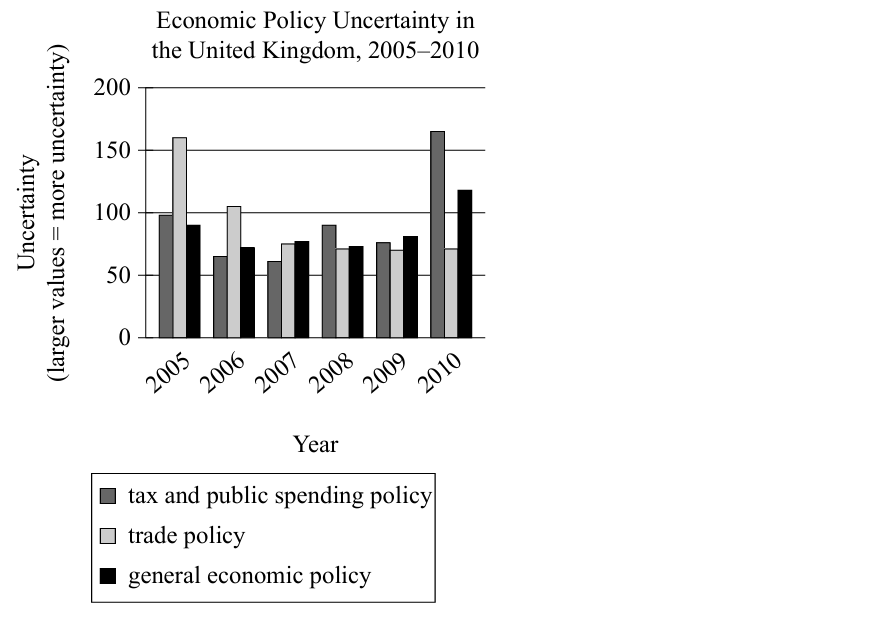 Economic Policy Uncertainty in
the United Kingdom, 2005–2010
Uncertainty
(larger values = more uncertainty)
200
150
100
50
0
2005
2006
2007
2008
2009
2010
Year
tax and public spending policy
trade policy
general economic policy